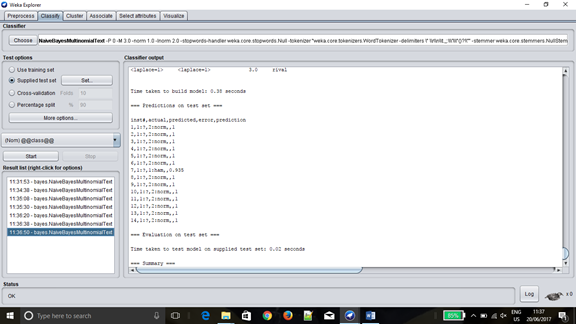 Weka Explorer
Preprocess Classify Cluster Associate Select attributes Visualize
Classifier
Choose NaiveBayesMultinomialText -P 0 -M 3.0 -norm 1.0 -lnorm 2.0 -stopwords-handler weka.core.stopwords.Null -tokenizer "weka.core.tokenizers.WordTokenizer -delimiters -stemmer weka.core.stemmers.NullStem
Test options
Use training set
Supplied test set Set...
Cross-validation Folds 10
Percentage split % 80
More options...
(Nom) @@class@@
Start Stop
Result list (right-click for options)
11:31:53 - bayes.NaiveBayesMultinomialText
11:34:38 - bayes.NaiveBayesMultinomialText
11:35:08 - bayes.NaiveBayesMultinomialText
11:35:30 - bayes.NaiveBayesMultinomialText
11:36:20 - bayes.NaiveBayesMultinomialText
11:36:38 - bayes.NaiveBayesMultinomialText
11:36:50 - bayes.NaiveBayesMultinomialText
Classifier output
<laplace=1> <laplace=1> 3.0 rival
Time taken to build model: 0.38 seconds
=== Predictions on test set ===
inst#,actual,predicted,error,prediction
1,1:?,2:norm,,1
2,1:?,2:norm,,1
3,1:?,2:norm,,1
4,1:?,2:norm,,1
5,1:?,2:norm,,1
6,1:?,2:norm,,1
7,1:?,1:ham,,0.935
8,1:?,2:norm,,1
9,1:?,2:norm,,1
10,1:?,2:norm,,1
11,1:?,2:norm,,1
12,1:?,2:norm,,1
13,1:?,2:norm,,1
14,1:?,2:norm,,1
=== Evaluation on test set ===
Time taken to test model on supplied test set: 0.02 seconds
=== Summary ===
Status
OK
Log x 0
Type here to search
85%
ENG
US
11:37
20/06/2017